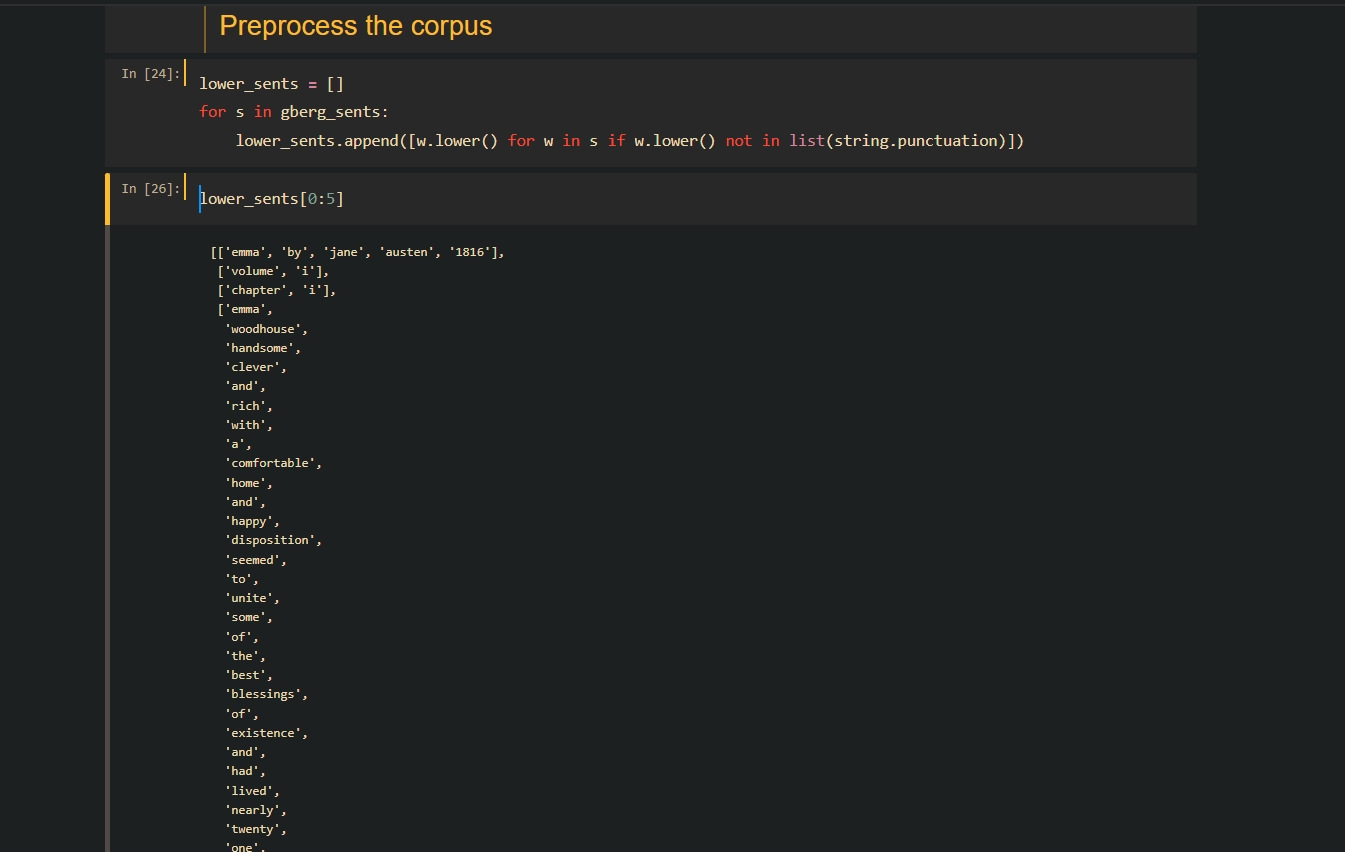 Preprocess the corpus
In [24]:
lower_sents = []
for s in gberg_sents:
    lower_sents.append([w.lower() for w in s if w.lower() not in list(string.punctuation)])
In [26]:
lower_sents[0:5]
[['emma', 'by', 'jane', 'austen', '1816'],
 ['volume', 'i'],
 ['chapter', 'i'],
 ['emma',
  'woodhouse',
  'handsome',
  'clever',
  'and',
  'rich',
  'with',
  'a',
  'comfortable',
  'home',
  'and',
  'happy',
  'disposition',
  'seemed',
  'to',
  'unite',
  'some',
  'of',
  'the',
  'best',
  'blessings',
  'of',
  'existence',
  'and',
  'had',
  'lived',
  'nearly',
  'twenty',
  'one',